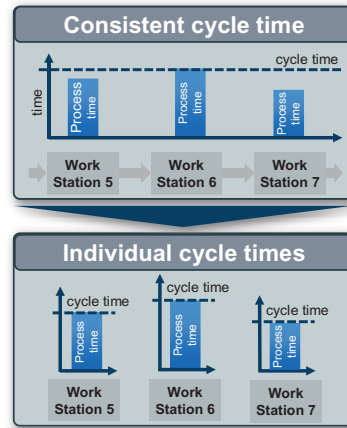 Consistent cycle time
cycle time
time
Process
time
Process
time
Process
time
Work
Station 5
Work
Station 6
Work
Station 7
Individual cycle times
cycle time
Process
time
Work
Station 5
cycle time
Process
time
Work
Station 6
cycle time
Process
time
Work
Station 7